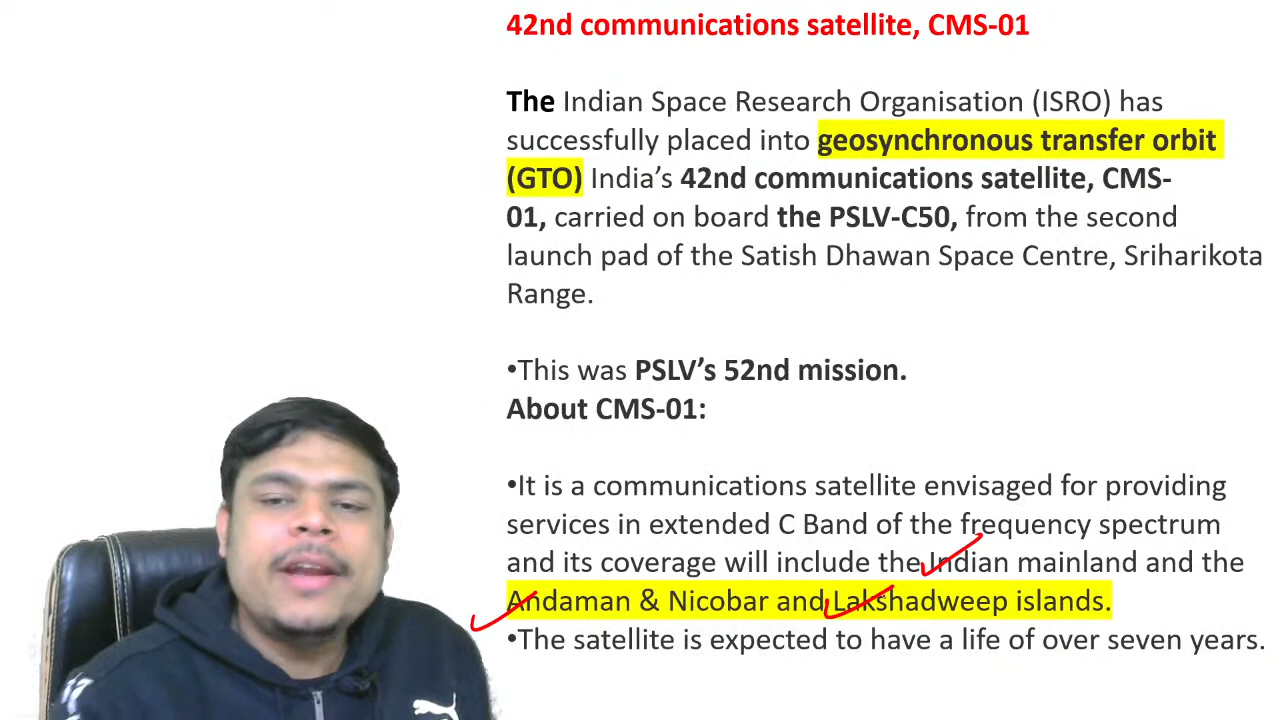 42nd communications satellite, CMS-01
The Indian Space Research Organisation (ISRO) has
successfully placed into geosynchronous transfer orbit
(GTO) India’s 42nd communications satellite, CMS-
01, carried on board the PSLV-C50, from the second
launch pad of the Satish Dhawan Space Centre, Sriharikota
Range.
•This was PSLV’s 52nd mission.
About CMS-01:
•It is a communications satellite envisaged for providing
services in extended C Band of the frequency spectrum
and its coverage will include the Indian mainland and the
Andaman & Nicobar and Lakshadweep islands.
•The satellite is expected to have a life of over seven years.